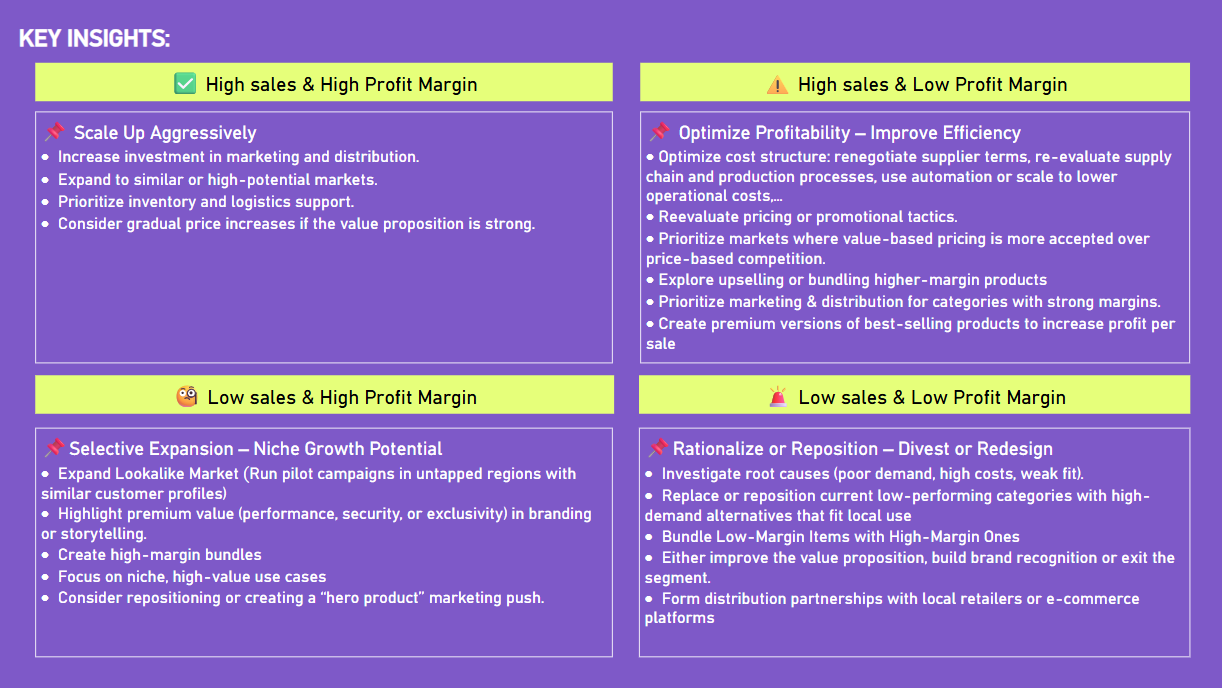 KEY INSIGHTS:
✅ High sales & High Profit Margin
📌 Scale Up Aggressively
• Increase investment in marketing and distribution.
• Expand to similar or high-potential markets.
• Prioritize inventory and logistics support.
• Consider gradual price increases if the value proposition is strong.
⚠️ High sales & Low Profit Margin
📌 Optimize Profitability – Improve Efficiency
• Optimize cost structure: renegotiate supplier terms, re-evaluate supply
chain and production processes, use automation or scale to lower
operational costs,...
• Reevaluate pricing or promotional tactics.
• Prioritize markets where value-based pricing is more accepted over
price-based competition.
• Explore upselling or bundling higher-margin products
• Prioritize marketing & distribution for categories with strong margins.
• Create premium versions of best-selling products to increase profit per
sale
🧐 Low sales & High Profit Margin
📌 Selective Expansion – Niche Growth Potential
• Expand Lookalike Market (Run pilot campaigns in untapped regions with
similar customer profiles)
• Highlight premium value (performance, security, or exclusivity) in branding
or storytelling.
• Create high-margin bundles
• Focus on niche, high-value use cases
• Consider repositioning or creating a “hero product” marketing push.
🚨 Low sales & Low Profit Margin
📌 Rationalize or Reposition – Divest or Redesign
• Investigate root causes (poor demand, high costs, weak fit).
• Replace or reposition current low-performing categories with high-
demand alternatives that fit local use
• Bundle Low-Margin Items with High-Margin Ones
• Either improve the value proposition, build brand recognition or exit the
segment.
• Form distribution partnerships with local retailers or e-commerce
platforms